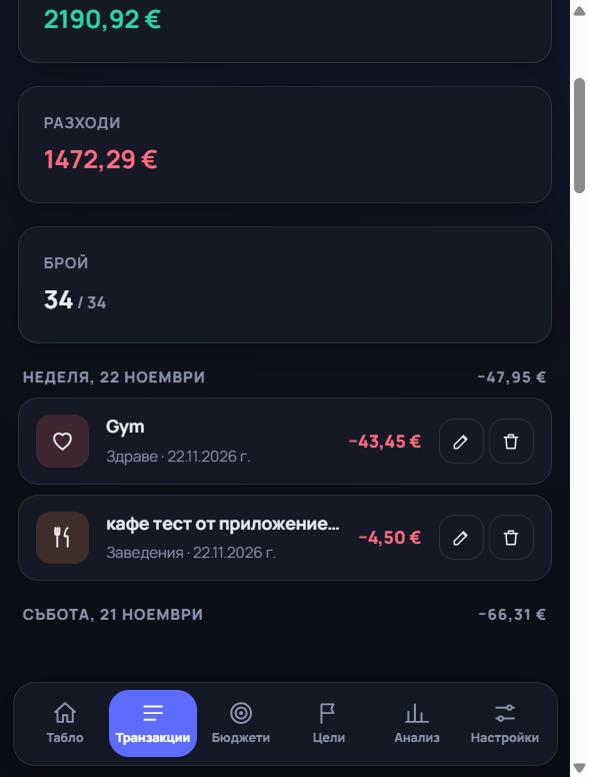 2190,92 €
РАЗХОДИ
1472,29 €
БРОЙ
34 / 34
НЕДЕЛЯ, 22 НОЕМВРИ −47,95 €
Gym
−43,45 €
Здраве · 22.11.2026 г.
кафе тест от приложение…
−4,50 €
Заведения · 22.11.2026 г.
СЪБОТА, 21 НОЕМВРИ −66,31 €
Табло Транзакции Бюджети Цели Анализ Настройки